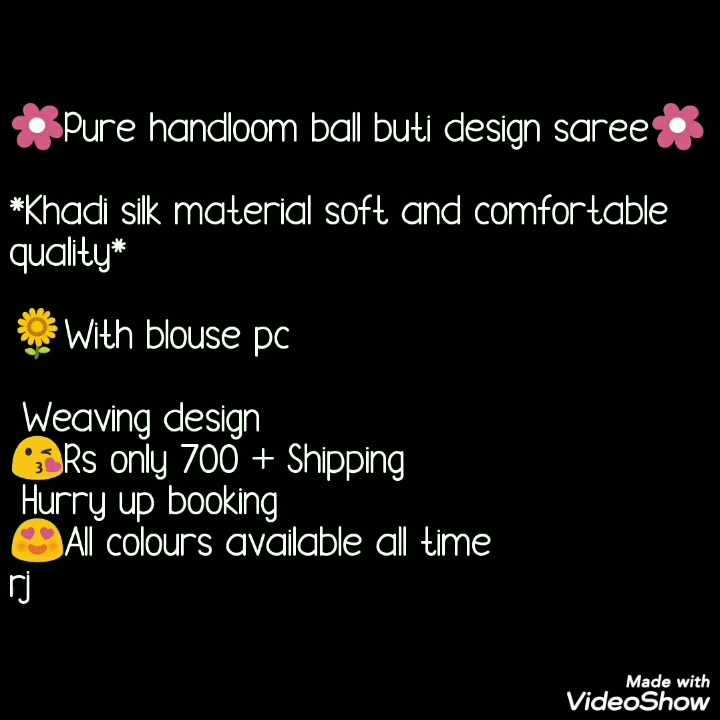 🌸Pure handloom ball buti design saree🌸
*Khadi silk material soft and comfortable
quality*
🌻With blouse pc
Weaving design
😘Rs only 700 + Shipping
Hurry up booking
😍All colours available all time
rj
Made with
VideoShow